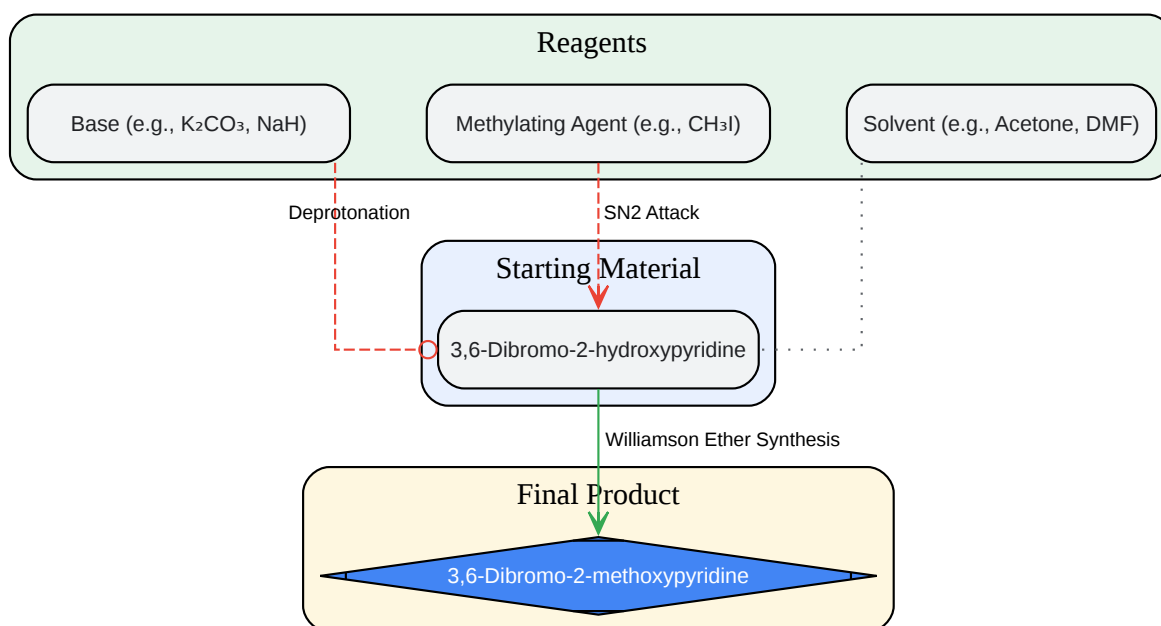 Reagents
Base (e.g., K₂CO₃, NaH)
Methylating Agent (e.g., CH₃I)
Solvent (e.g., Acetone, DMF)
Deprotonation
SN2 Attack
Starting Material
3,6-Dibromo-2-hydroxypyridine
Williamson Ether Synthesis
Final Product
3,6-Dibromo-2-methoxypyridine